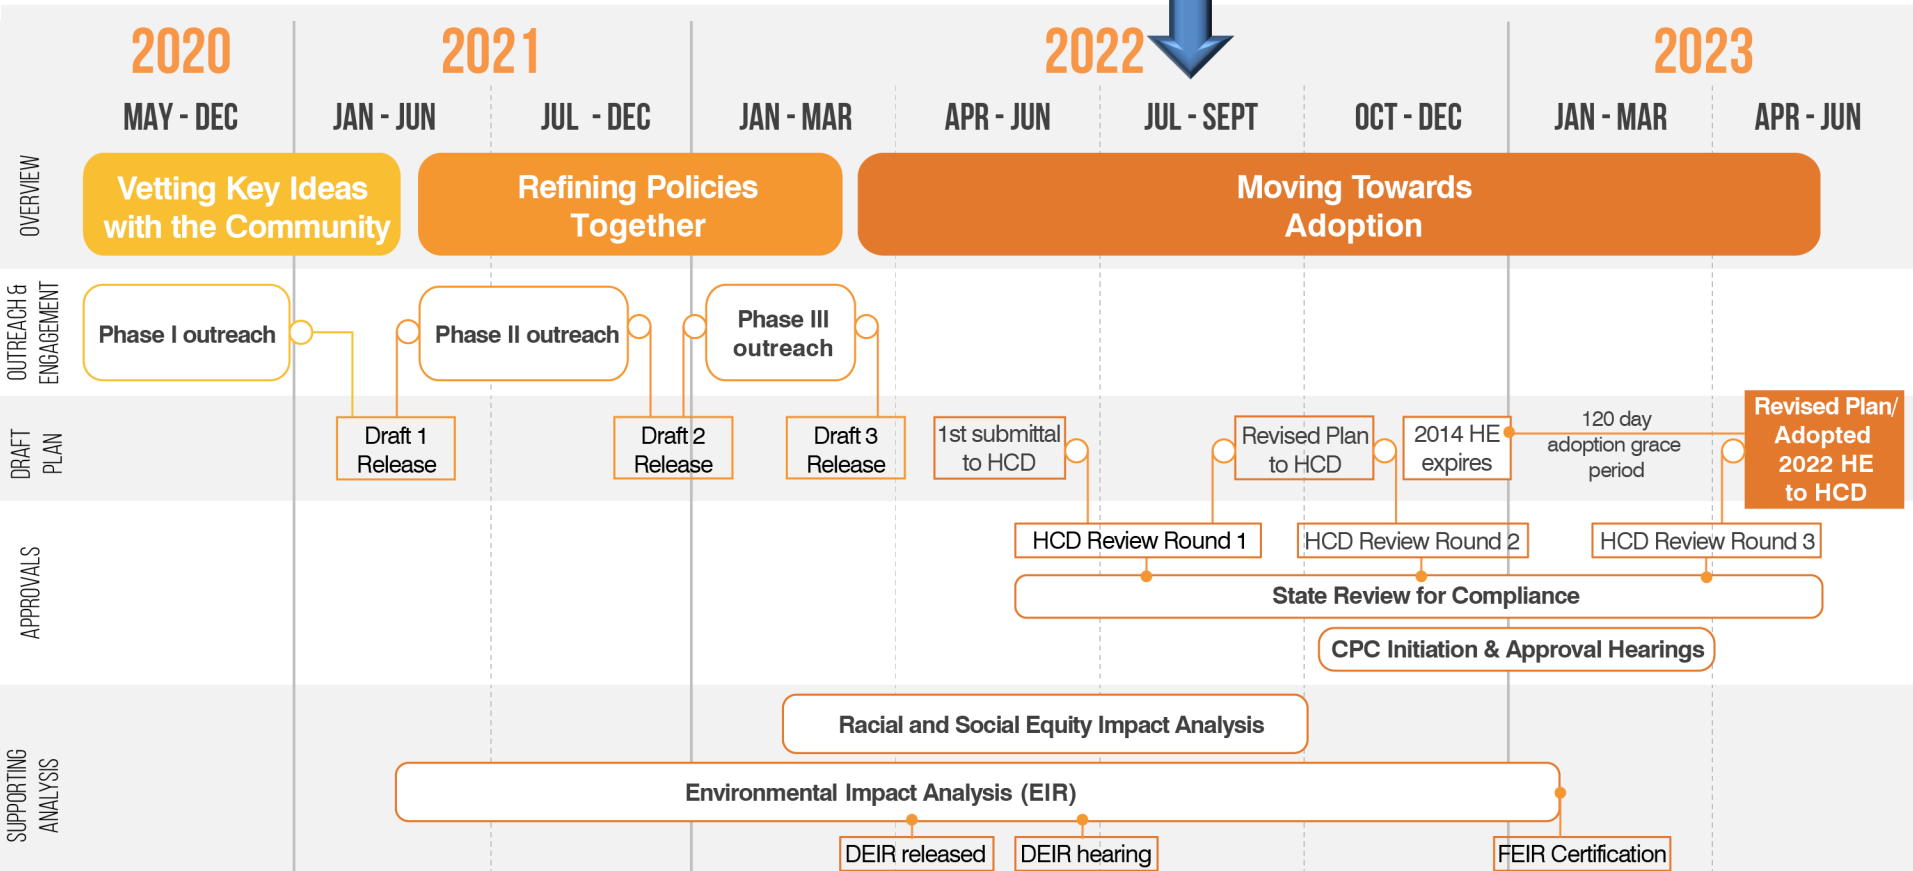 2020
2021
2022
2023
MAY - DEC
JAN - JUN
JUL - DEC
JAN - MAR
APR - JUN
JUL - SEPT
OCT - DEC
JAN - MAR
APR - JUN
OVERVIEW
Vetting Key Ideas
with the Community
Refining Policies
Together
Moving Towards
Adoption
OUTREACH &
ENGAGEMENT
Phase I outreach
Phase II outreach
Phase III
outreach
DRAFT
PLAN
Draft 1
Release
Draft 2
Release
Draft 3
Release
1st submittal
to HCD
Revised Plan
to HCD
2014 HE
expires
120 day
adoption grace
period
Revised Plan/
Adopted
2022 HE
to HCD
APPROVALS
HCD Review Round 1
HCD Review Round 2
HCD Review Round 3
State Review for Compliance
CPC Initiation & Approval Hearings
SUPPORTING
ANALYSIS
Racial and Social Equity Impact Analysis
Environmental Impact Analysis (EIR)
DEIR released
DEIR hearing
FEIR Certification